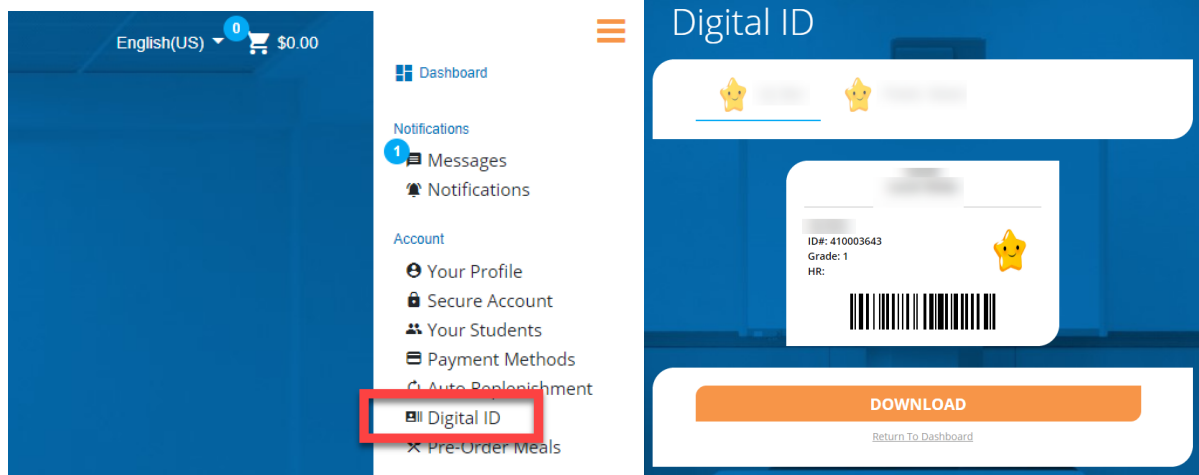 English(US)
0
$0.00
Dashboard
Notifications
1
Messages
Notifications
Account
Your Profile
Secure Account
Your Students
Payment Methods
Auto Replenishment
Digital ID
Pre-Order Meals
Digital ID
ID#: 410003643
Grade: 1
HR:
DOWNLOAD
Return To Dashboard